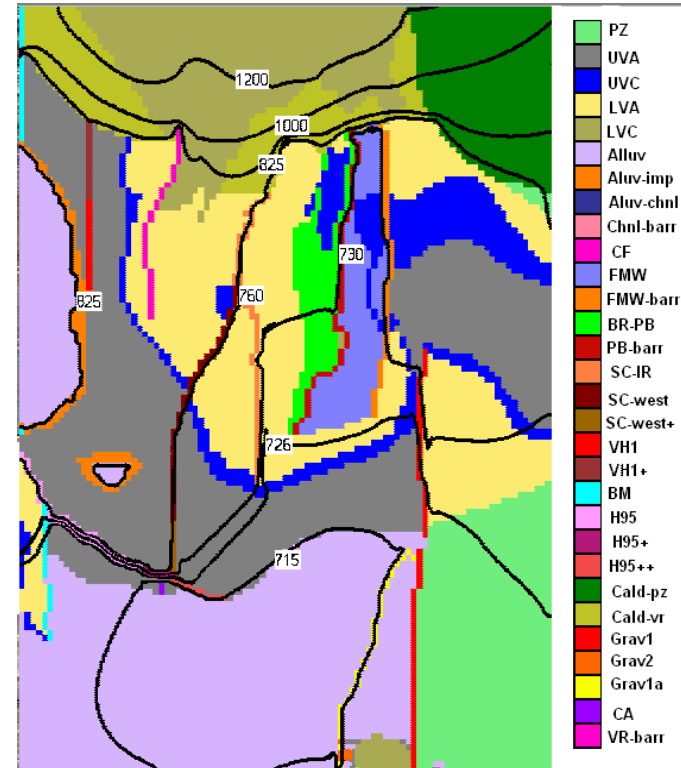 1200
1000
825
730
760
825
726
715
PZ
UVA
UVC
LVA
LVC
Alluv
Aluv-imp
Aluv-chnl
Chnl-barr
CF
FMW
FMW-barr
BR-PB
PB-barr
SC-IR
SC-west
SC-west+
VH1
VH1+
BM
H95
H95+
H95++
Cald-pz
Cald-vr
Grav1
Grav2
Grav1a
CA
VR-barr